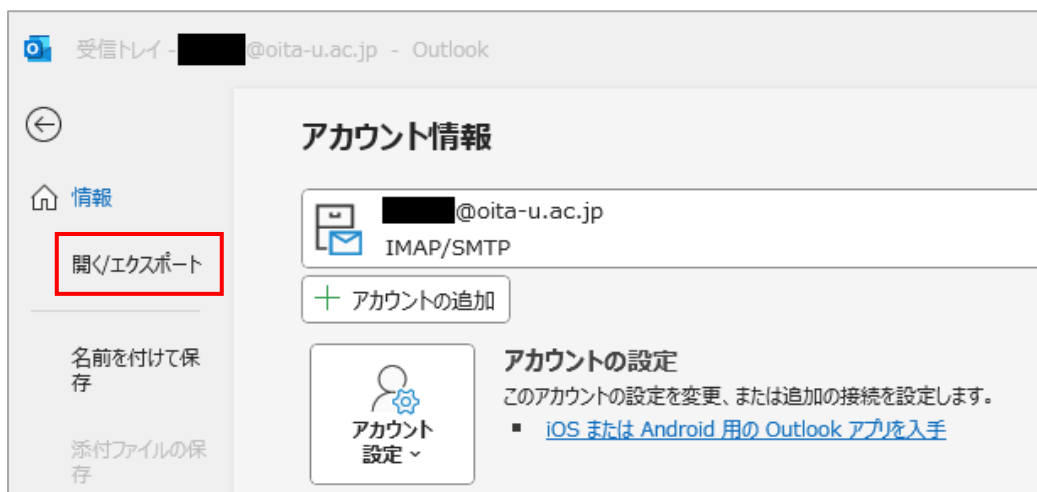 受信トレイ - @oita-u.ac.jp - Outlook
アカウント情報
情報
@oita-u.ac.jp
IMAP/SMTP
開く/エクスポート
アカウントの追加
名前を付けて保
存
アカウント
設定
アカウントの設定
このアカウントの設定を変更、または追加の接続を設定します。
▪ iOS または Android 用の Outlook アプリを入手
添付ファイルの保
存